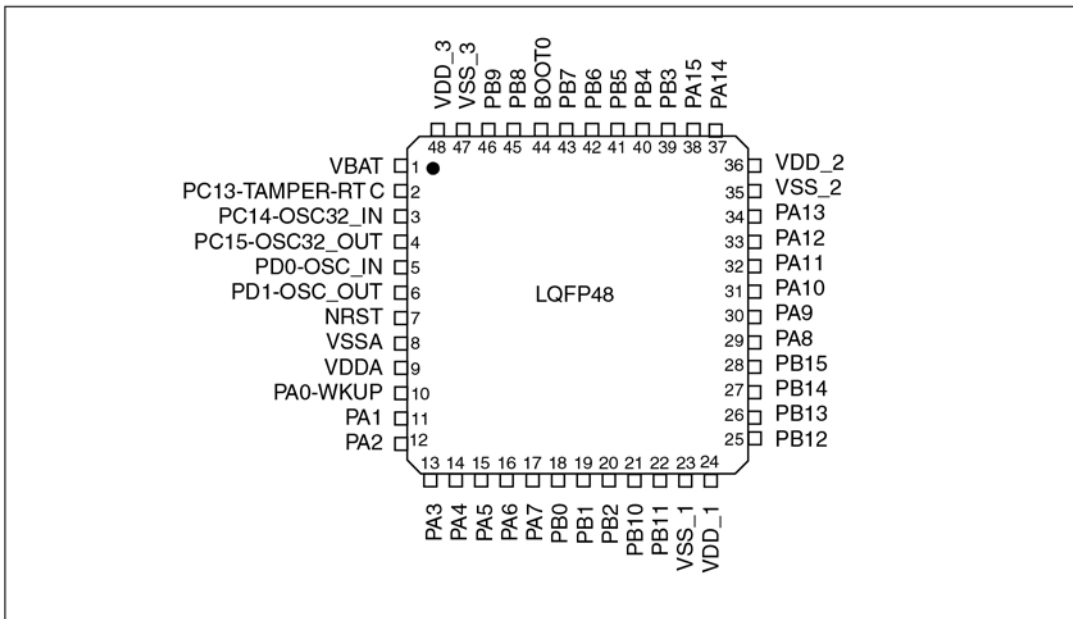 VDD_3
VSS_3
PB9
PB8
BOOT0
PB7
PB6
PB5
PB4
PB3
PA15
PA14
48 47 46 45 44 43 42 41 40 39 38 37
VBAT 1
PC13-TAMPER-RTC 2
PC14-OSC32_IN 3
PC15-OSC32_OUT 4
PD0-OSC_IN 5
PD1-OSC_OUT 6
NRST 7
VSSA 8
VDDA 9
PA0-WKUP 10
PA1 11
PA2 12
LQFP48
36 VDD_2
35 VSS_2
34 PA13
33 PA12
32 PA11
31 PA10
30 PA9
29 PA8
28 PB15
27 PB14
26 PB13
25 PB12
13 14 15 16 17 18 19 20 21 22 23 24
PA3
PA4
PA5
PA6
PA7
PB0
PB1
PB2
PB10
PB11
VSS_1
VDD_1